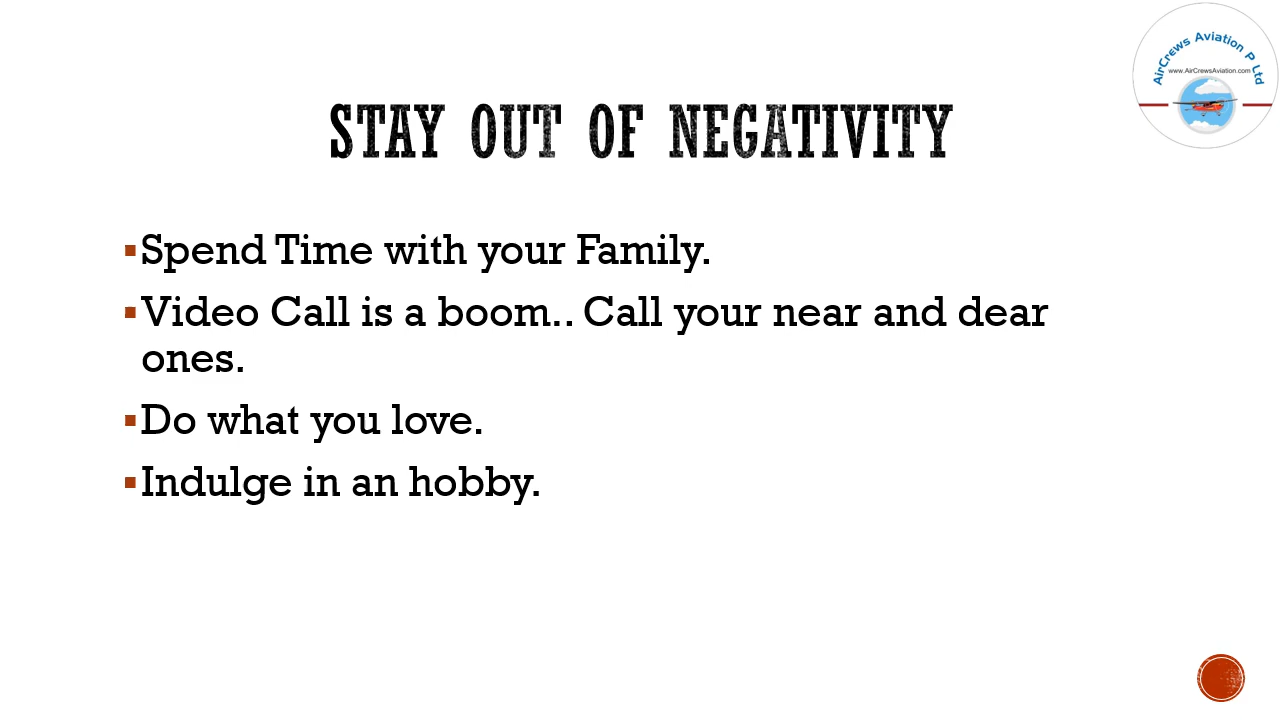 AirCrews Aviation P Ltd
www.AirCrewsAviation.com
STAY OUT OF NEGATIVITY
▪Spend Time with your Family.
▪Video Call is a boom.. Call your near and dear
ones.
▪Do what you love.
▪Indulge in an hobby.